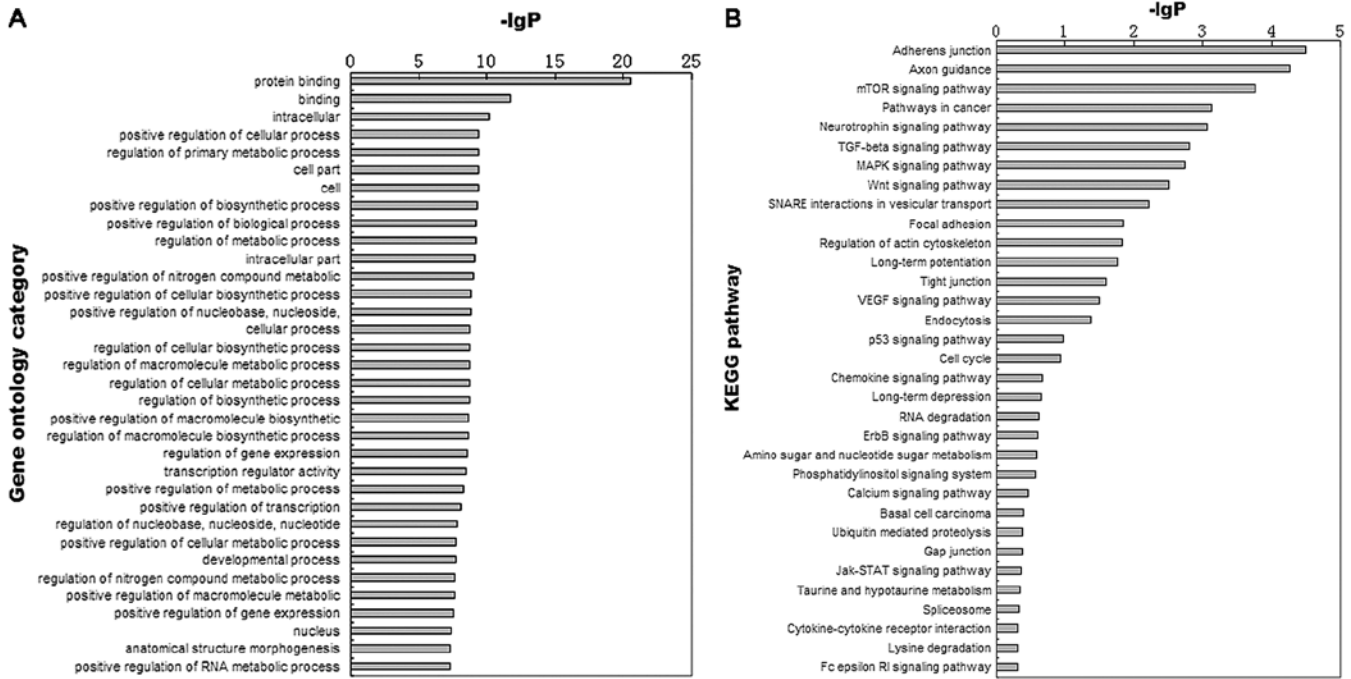 A
-lgP
0 5 10 15 20 25
Gene ontology category
protein binding
binding
intracellular
positive regulation of cellular process
regulation of primary metabolic process
cell part
cell
positive regulation of biosynthetic process
positive regulation of biological process
regulation of metabolic process
intracellular part
positive regulation of nitrogen compound metabolic
positive regulation of cellular biosynthetic process
positive regulation of nucleobase, nucleoside,
cellular process
regulation of cellular biosynthetic process
regulation of macromolecule metabolic process
regulation of cellular metabolic process
regulation of biosynthetic process
positive regulation of macromolecule biosynthetic
regulation of macromolecule biosynthetic process
regulation of gene expression
transcription regulator activity
positive regulation of metabolic process
positive regulation of transcription
regulation of nucleobase, nucleoside, nucleotide
positive regulation of cellular metabolic process
developmental process
regulation of nitrogen compound metabolic process
positive regulation of macromolecule metabolic
positive regulation of gene expression
nucleus
anatomical structure morphogenesis
positive regulation of RNA metabolic process
B
-lgP
0 1 2 3 4 5
KEGG pathway
Adherens junction
Axon guidance
mTOR signaling pathway
Pathways in cancer
Neurotrophin signaling pathway
TGF-beta signaling pathway
MAPK signaling pathway
Wnt signaling pathway
SNARE interactions in vesicular transport
Focal adhesion
Regulation of actin cytoskeleton
Long-term potentiation
Tight junction
VEGF signaling pathway
Endocytosis
p53 signaling pathway
Cell cycle
Chemokine signaling pathway
Long-term depression
RNA degradation
ErbB signaling pathway
Amino sugar and nucleotide sugar metabolism
Phosphatidylinositol signaling system
Calcium signaling pathway
Basal cell carcinoma
Ubiquitin mediated proteolysis
Gap junction
Jak-STAT signaling pathway
Taurine and hypotaurine metabolism
Spliceosome
Cytokine-cytokine receptor interaction
Lysine degradation
Fc epsilon RI signaling pathway